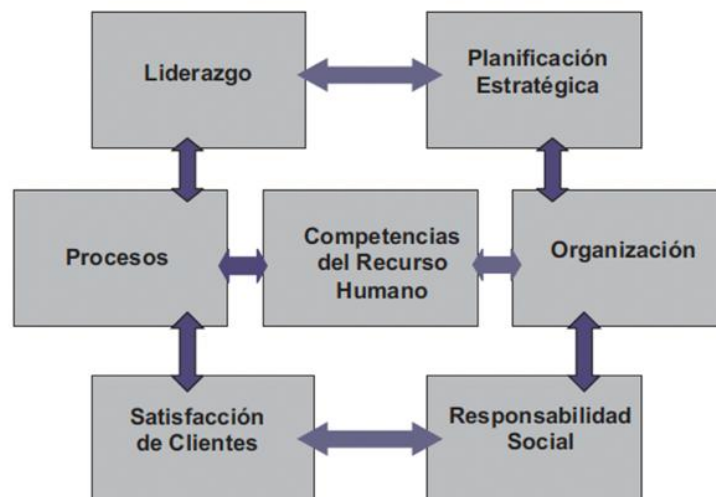 Liderazgo
Planificación
Estratégica
Procesos
Competencias
del Recurso
Humano
Organización
Satisfacción
de Clientes
Responsabilidad
Social